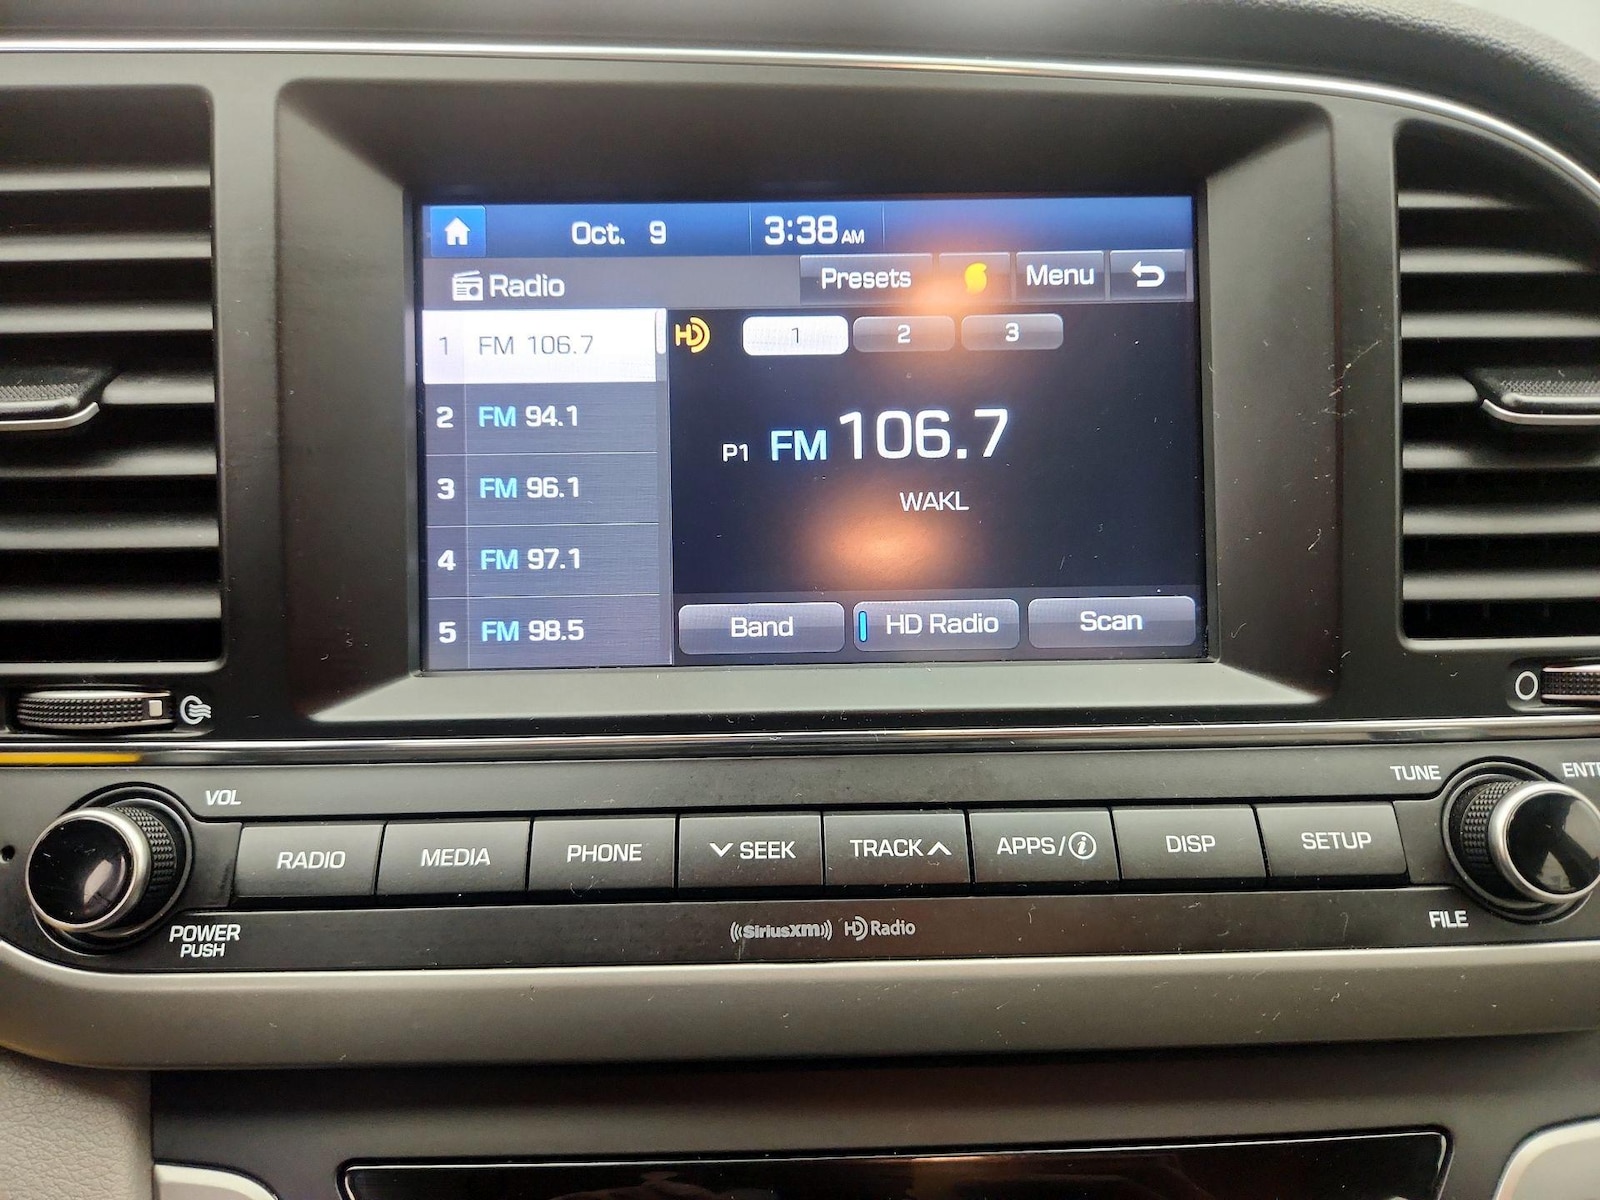 Oct. 9 3:38 AM
Radio Presets Menu
1 FM 106.7
2 FM 94.1
3 FM 96.1
4 FM 97.1
5 FM 98.5
HD 1 2 3
P1 FM 106.7
WAKL
Band HD Radio Scan
VOL
POWER
PUSH
RADIO MEDIA PHONE SEEK TRACK APPS/i DISP SETUP
TUNE
FILE
((SiriusXM)) HD Radio